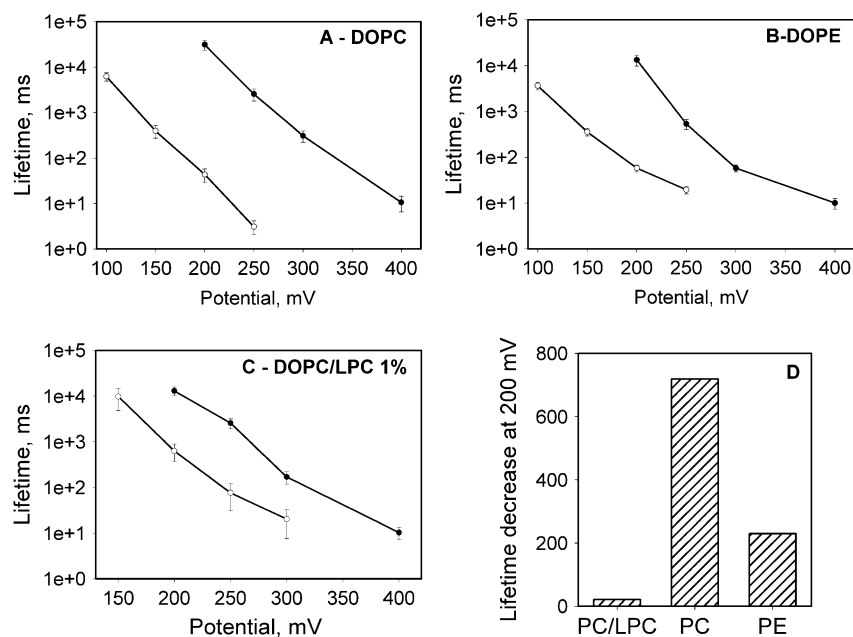 A - DOPC
1e+5
1e+4
1e+3
1e+2
1e+1
1e+0
Lifetime, ms
100 150 200 250 300 350 400
Potential, mV
B-DOPE
1e+5
1e+4
1e+3
1e+2
1e+1
1e+0
Lifetime, ms
100 150 200 250 300 350 400
Potential, mV
C - DOPC/LPC 1%
1e+5
1e+4
1e+3
1e+2
1e+1
1e+0
Lifetime, ms
150 200 250 300 350 400
Potential, mV
D
800
600
400
200
0
Lifetime decrease at 200 mV
PC/LPC PC PE